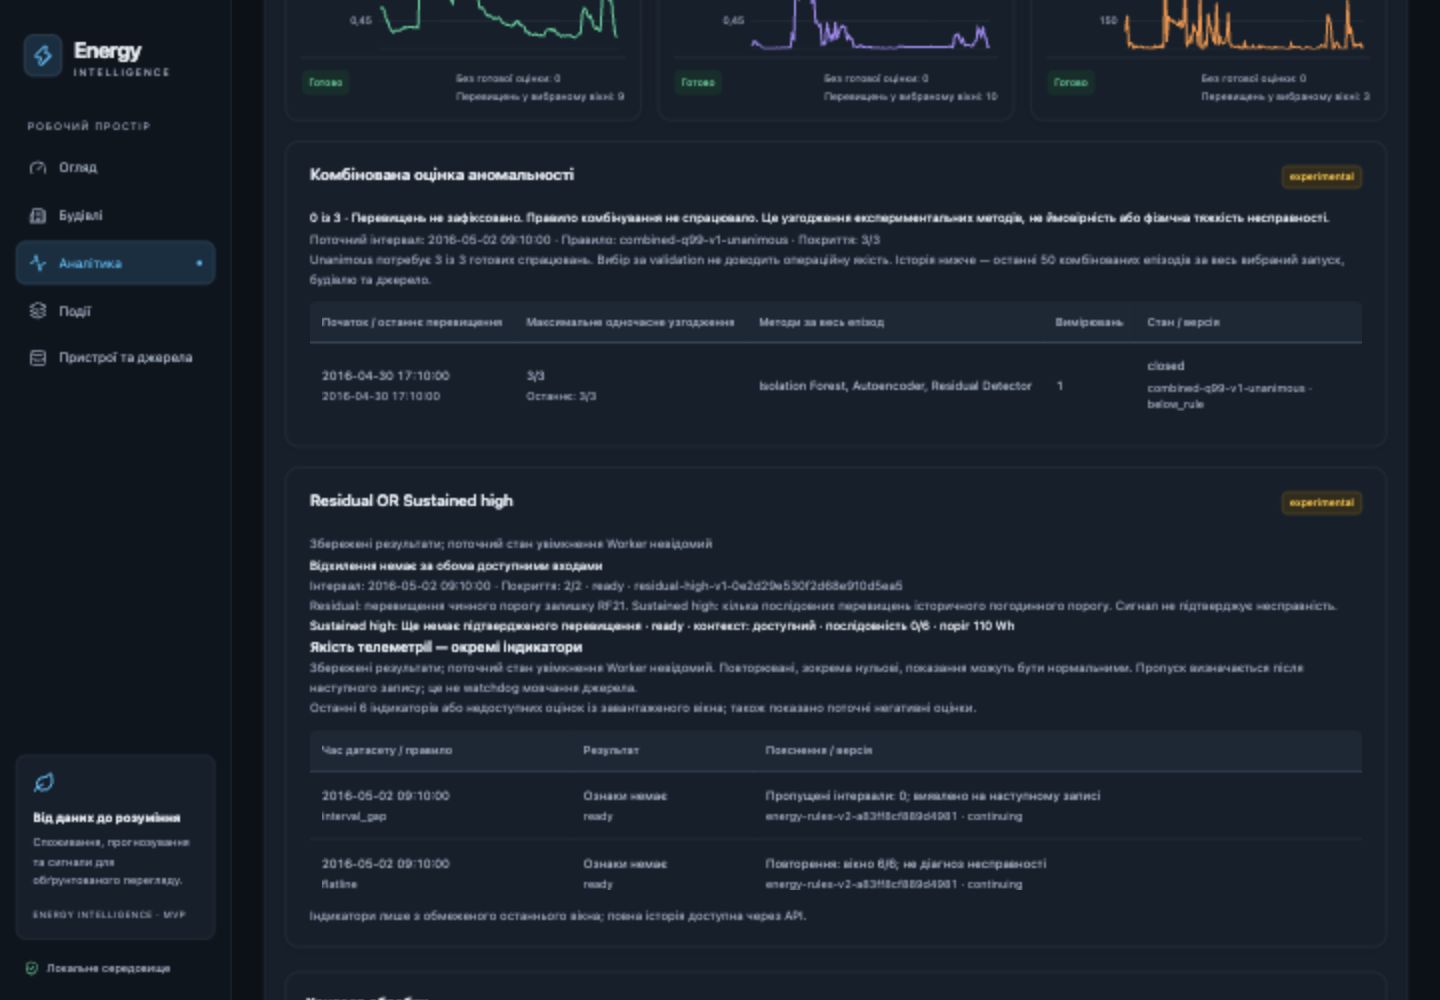 0,45
0,45
150
Energy
INTELLIGENCE
Готово
Без готової оцінки: 0
Перевищень у вибраному вікні: 9
Готово
Без готової оцінки: 0
Перевищень у вибраному вікні: 10
Готово
Без готової оцінки: 0
Перевищень у вибраному вікні: 3
РОБОЧИЙ ПРОСТІР
Огляд
Будівлі
Аналітика
Події
Пристрої та джерела
Комбінована оцінка аномальності
experimental
0 із 3 · Перевищень не зафіксовано. Правило комбінування не спрацювало. Це узгодження експериментальних методів, не ймовірність або фізична тяжкість несправності.
Поточний інтервал: 2016-05-02 09:10:00 · Правило: combined-q99-v1-unanimous · Покриття: 3/3
Unanimous потребує 3 із 3 готових спрацювань. Вибір за validation не доводить операційну якість. Історія нижче — останні 50 комбінованих епізодів за весь вибраний запуск,
будівлю та джерело.
Початок / останнє перевищення
Максимальне одночасне узгодження
Методи за весь епізод
Вимірювань
Стан / версія
2016-04-30 17:10:00
2016-04-30 17:10:00
3/3
Останнє: 3/3
Isolation Forest, Autoencoder, Residual Detector
1
closed
combined-q99-v1-unanimous ·
below_rule
Residual OR Sustained high
experimental
Збережені результати; поточний стан увімкнення Worker невідомий
Відхилення немає за обома доступними входами
Інтервал: 2016-05-02 09:10:00 · Покриття: 2/2 · ready · residual-high-v1-0e2d29e530f2d68e910d5ea5
Residual: перевищення чинного порогу залишку RF21. Sustained high: кілька послідовних перевищень історичного погодинного порогу. Сигнал не підтверджує несправність.
Sustained high: Ще немає підтвердженого перевищення · ready · контекст: доступний · послідовність 0/6 · поріг 110 Wh
Якість телеметрії — окремі індикатори
Збережені результати; поточний стан увімкнення Worker невідомий. Повторювані, зокрема нульові, показання можуть бути нормальними. Пропуск визначається після
наступного запису; це не watchdog мовчання джерела.
Останні 6 індикаторів або недоступних оцінок із завантаженого вікна; також показано поточні негативні оцінки.
Час датасету / правило
Результат
Пояснення / версія
2016-05-02 09:10:00
interval_gap
Ознаки немає
ready
Пропущені інтервали: 0; виявлено на наступному записі
energy-rules-v2-a83ff8cf889d4981 · continuing
2016-05-02 09:10:00
flatline
Ознаки немає
ready
Повторення: вікно 6/6; не діагноз несправності
energy-rules-v2-a83ff8cf889d4981 · continuing
Індикатори лише з обмеженого останнього вікна; повна історія доступна через API.
Від даних до розуміння
Споживання, прогнозування
та сигнали для
обґрунтованого перегляду.
ENERGY INTELLIGENCE · MVP
Локальне середовище